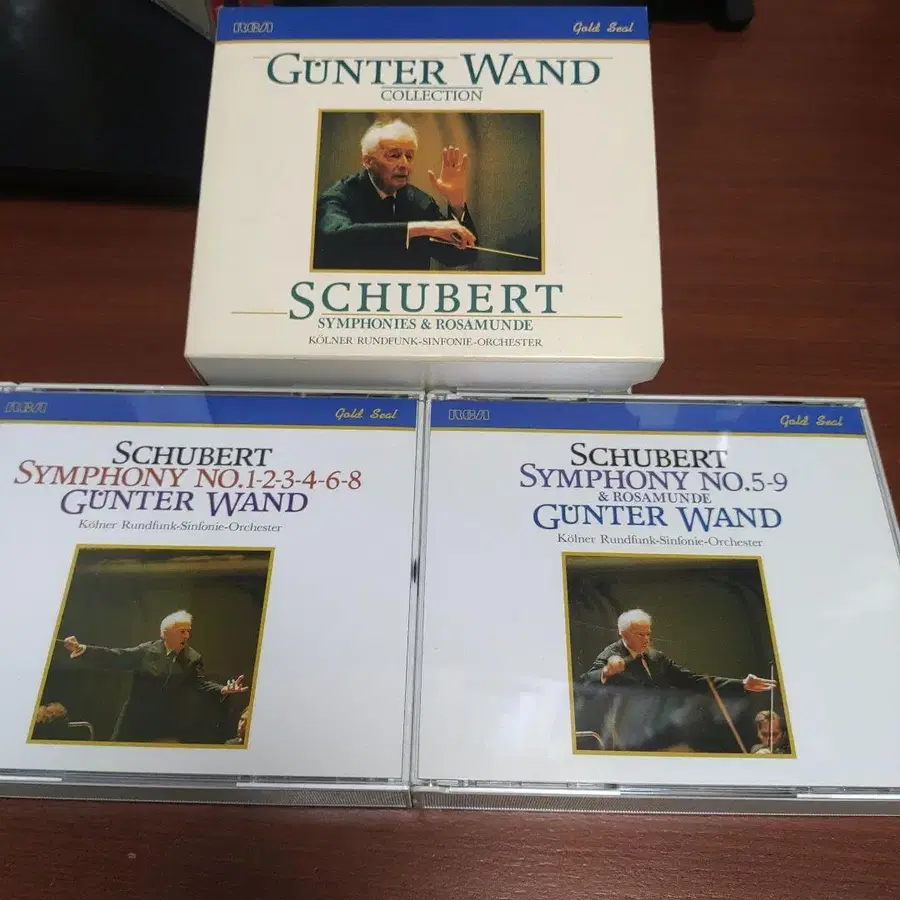 RCA
Gold Seal
GÜNTER WAND
COLLECTION
SCHUBERT
SYMPHONIES & ROSAMUNDE
KÖLNER RUNDFUNK-SINFONIE-ORCHESTER
RCA
Gold Seal
SCHUBERT
SYMPHONY NO.1-2-3-4-6-8
GÜNTER WAND
Kölner Rundfunk-Sinfonie-Orchester
RCA
Gold Seal
SCHUBERT
SYMPHONY NO.5-9
& ROSAMUNDE
GÜNTER WAND
Kölner Rundfunk-Sinfonie-Orchester